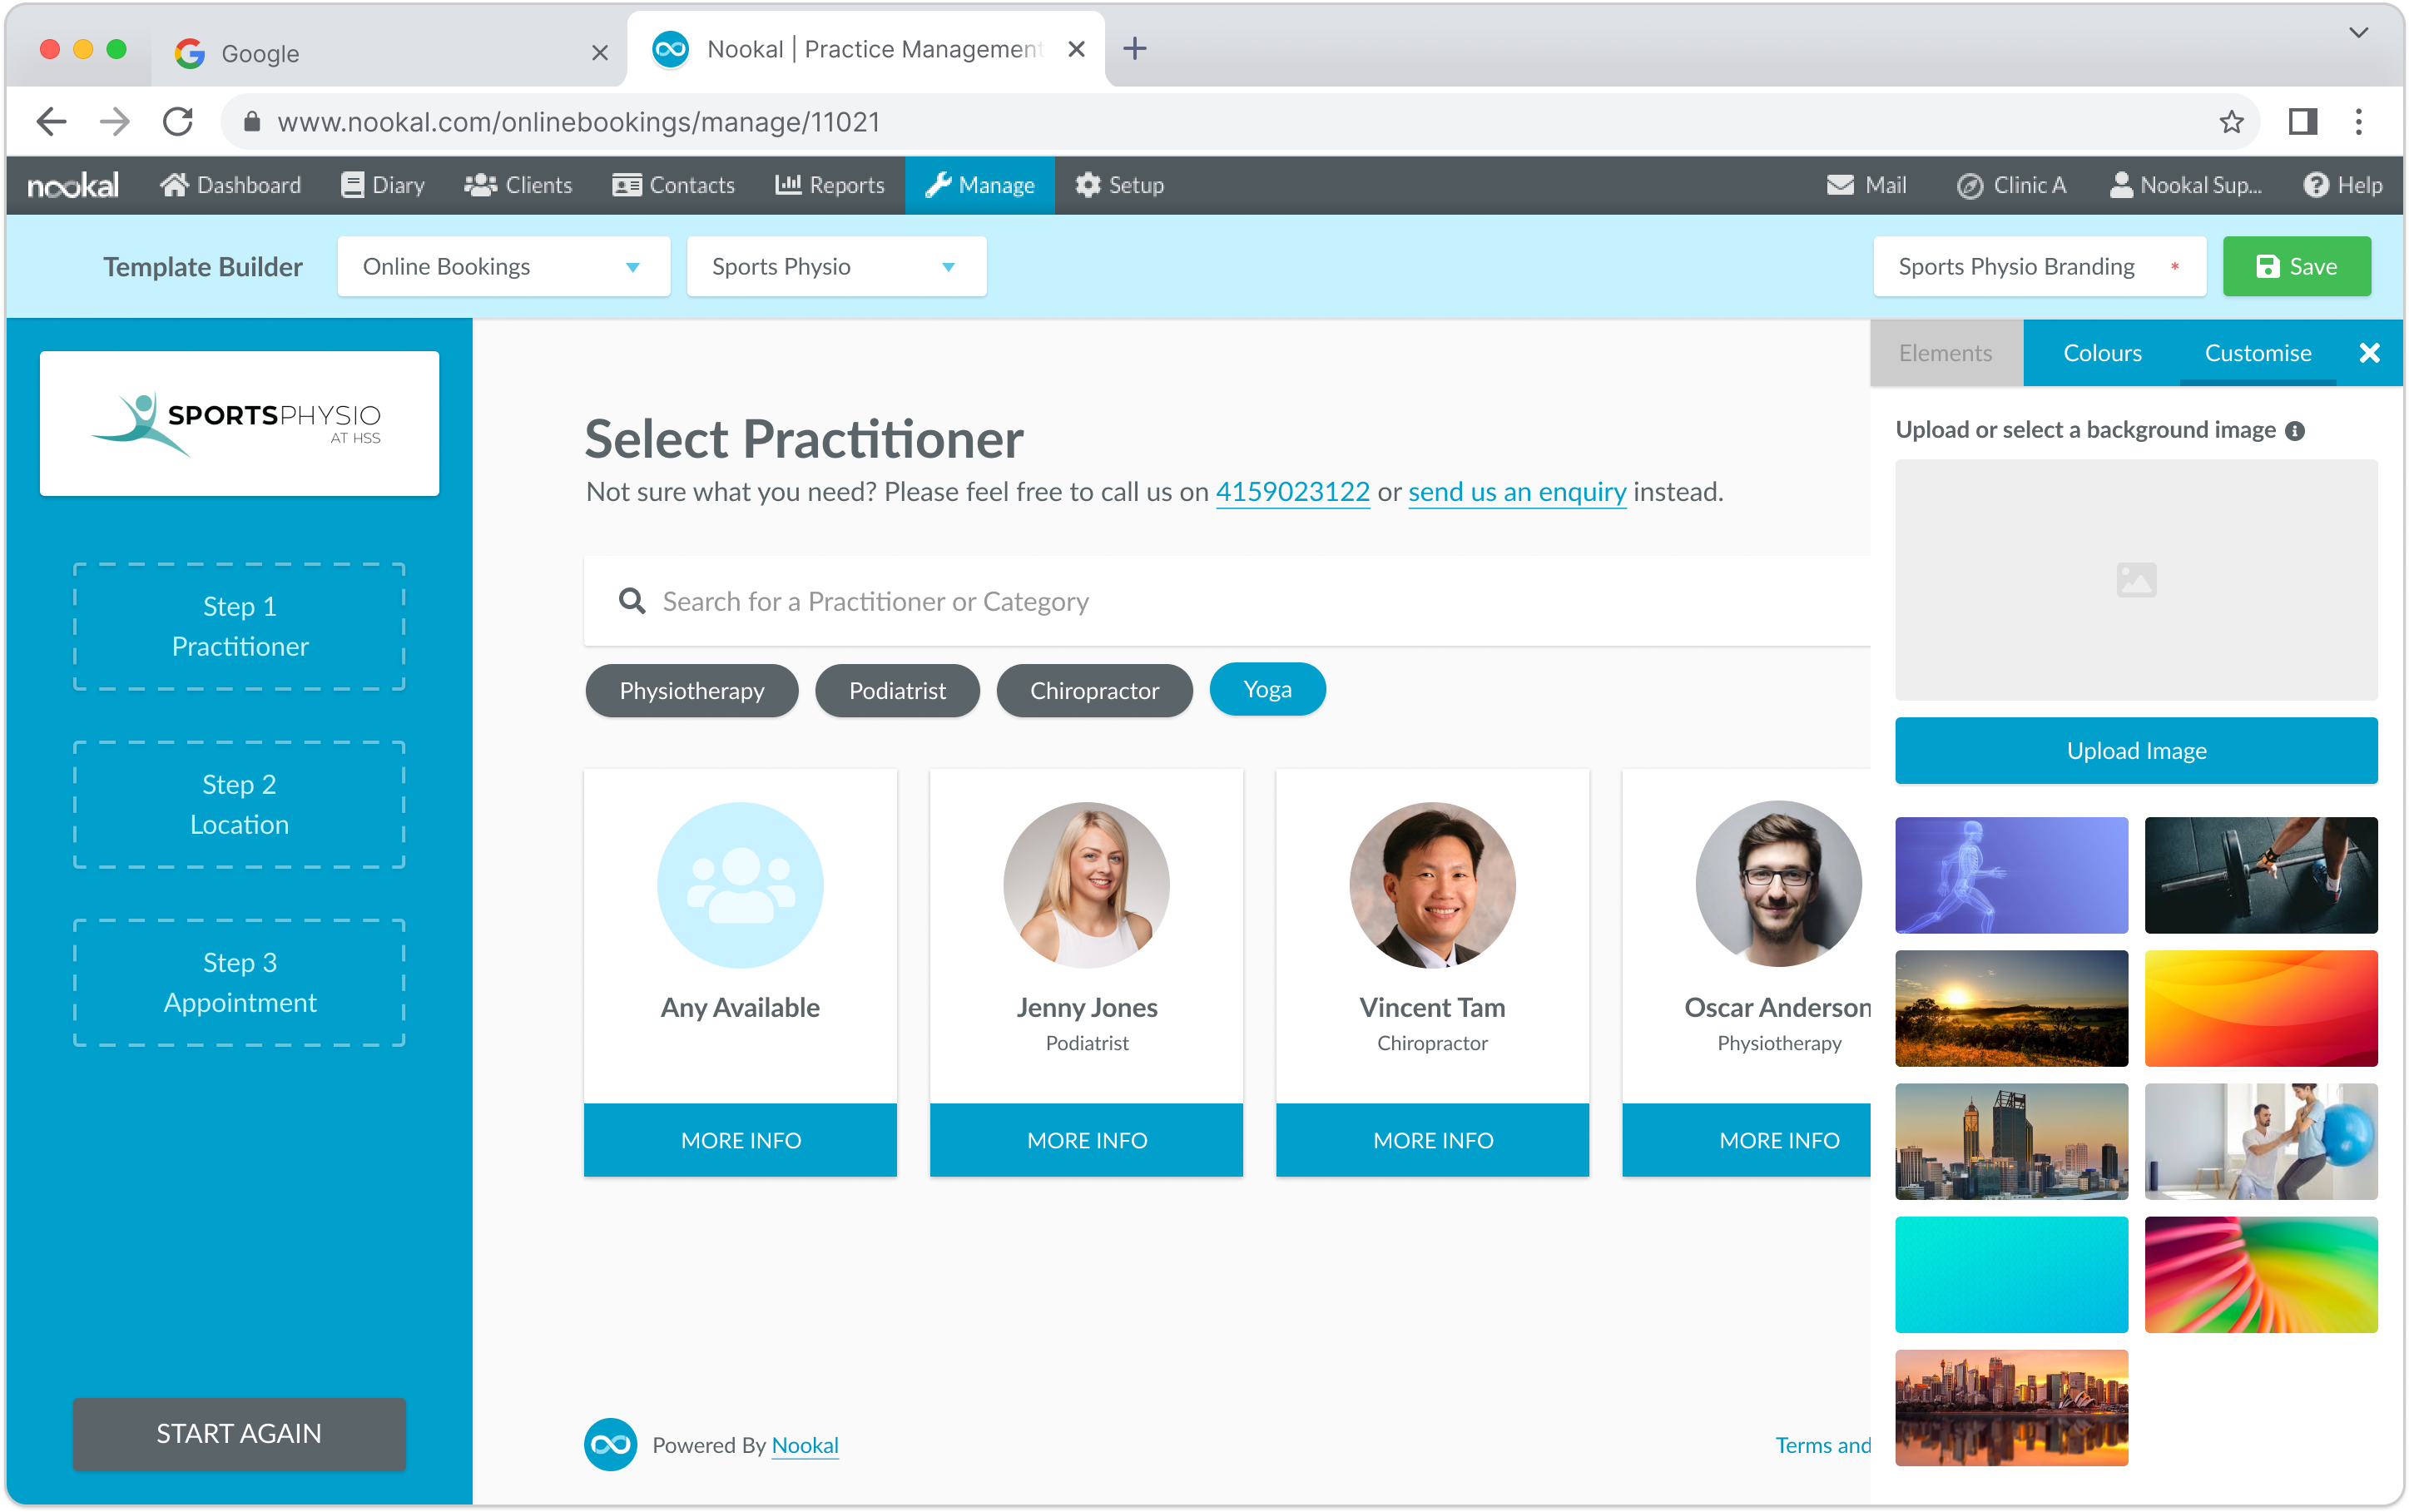 Google
Nookal | Practice Management
www.nookal.com/onlinebookings/manage/11021
nookal
Dashboard
Diary
Clients
Contacts
Reports
Manage
Setup
Mail
Clinic A
Nookal Sup...
Help
Template Builder
Online Bookings
Sports Physio
Sports Physio Branding *
Save
SPORTSPHYSIO
AT HSS
Step 1
Practitioner
Step 2
Location
Step 3
Appointment
START AGAIN
Select Practitioner
Not sure what you need? Please feel free to call us on 4159023122 or send us an enquiry instead.
Search for a Practitioner or Category
Physiotherapy
Podiatrist
Chiropractor
Yoga
Any Available
MORE INFO
Jenny Jones
Podiatrist
MORE INFO
Vincent Tam
Chiropractor
MORE INFO
Oscar Anderson
Physiotherapy
MORE INFO
Powered By Nookal
Terms and
Elements
Colours
Customise
Upload or select a background image
Upload Image